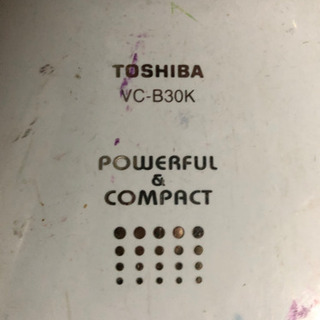 TOSHIBA
VC-B30K
POWERFUL
&
COMPACT